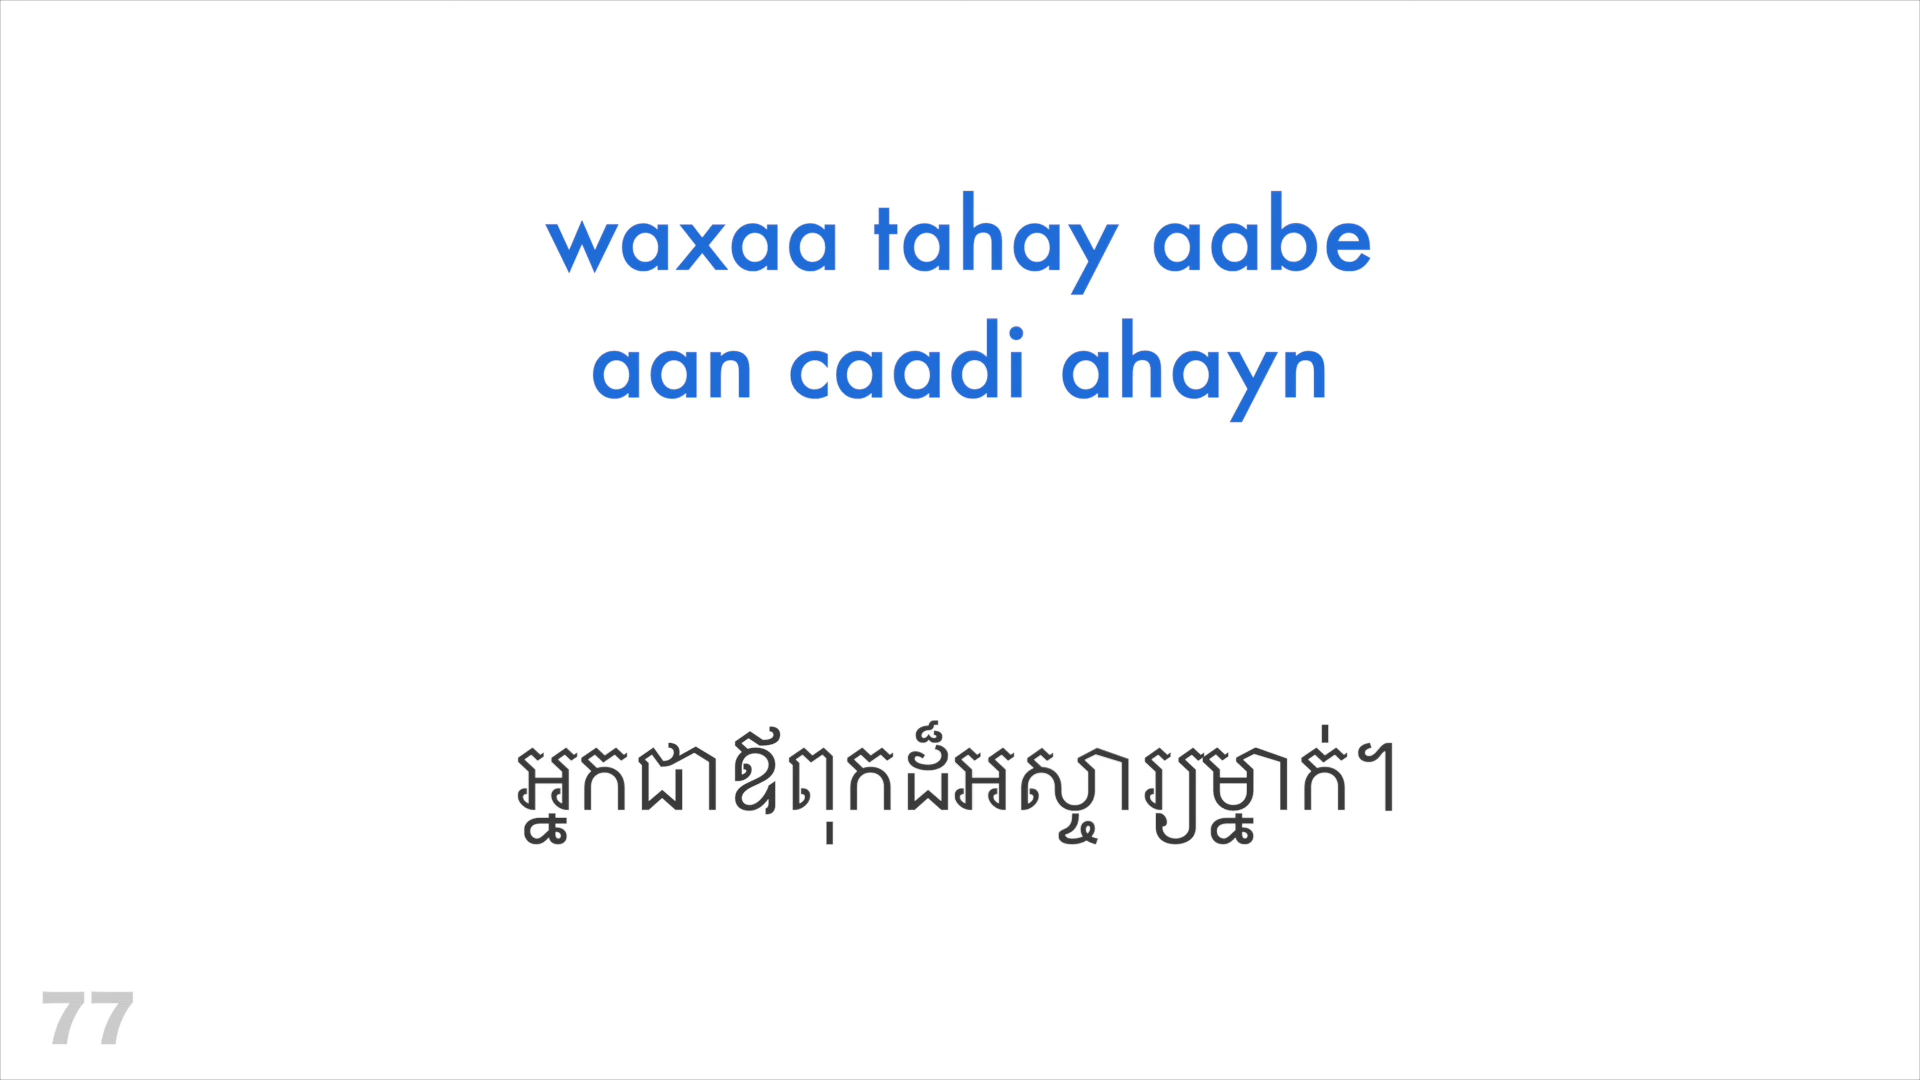 waxaa tahay aabe
aan caadi ahayn
អ្នកជាឪពុកដ៏អស្ចារ្យម្នាក់។
77